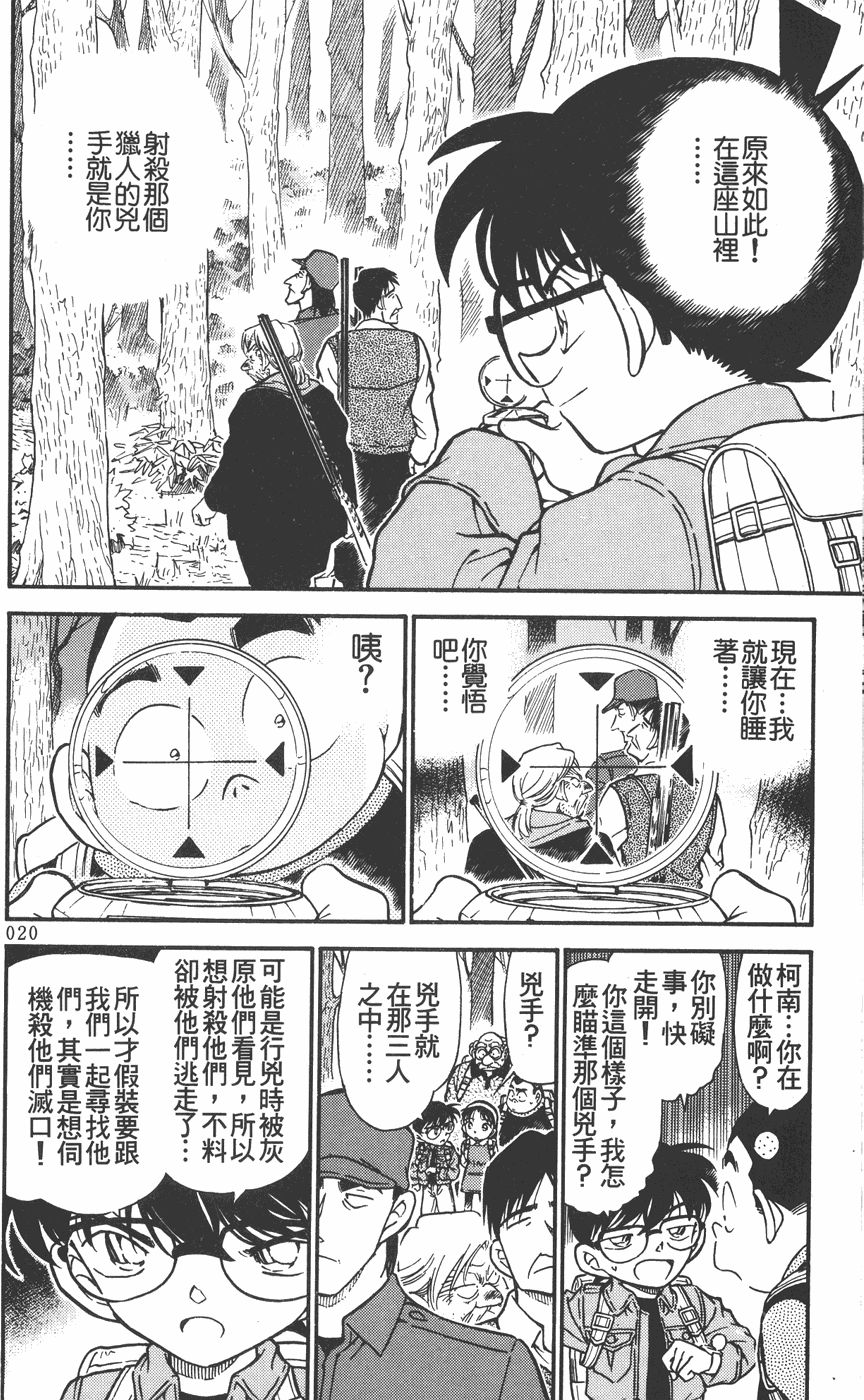 原來如此！
在這座山裡
……
射殺那個
獵人的兇
手就是你
……
現在…我
就讓你睡
著…
你覺悟
吧……
咦？
020
柯南…你在
做什麼啊？
你別礙
事，快
走開！
你這個樣子，我怎
麼瞄準那個兇手？
兇手？
兇手就
在那三人
之中……
可能是行兇時被灰
原他們看見，所以
想射殺他們，不料
卻被他們逃走了…
所以才假裝要跟
我們一起尋找他
們，其實是想伺
機殺他們滅口！